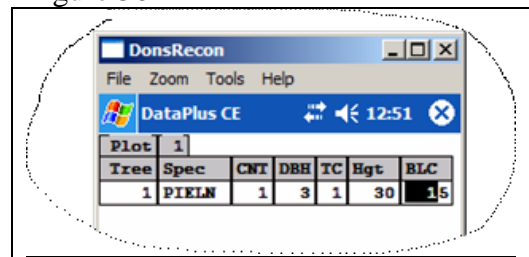 DonsRecon
File Zoom Tools Help
DataPlus CE 12:51
Plot 1
Tree Spec CNT DBH TC Hgt BLC
1 PIELN 1 3 1 30 15